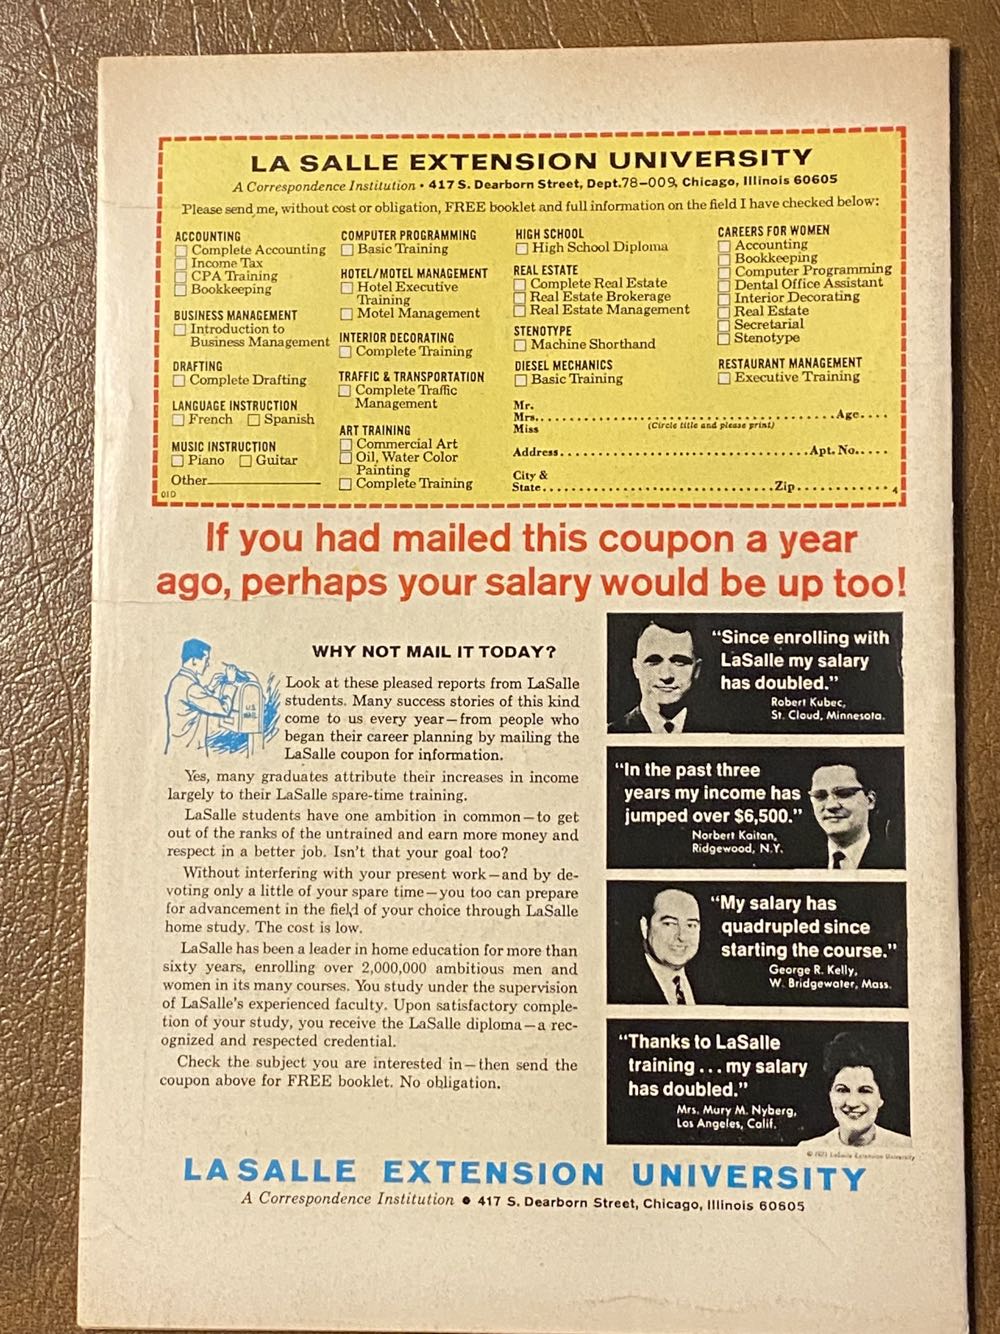 LA SALLE EXTENSION UNIVERSITY
A Correspondence Institution • 417 S. Dearborn Street, Dept.78-009, Chicago, Illinois 60605
Please send me, without cost or obligation, FREE booklet and full information on the field I have checked below:
ACCOUNTING
Complete Accounting
Income Tax
CPA Training
Bookkeeping
BUSINESS MANAGEMENT
Introduction to
Business Management
DRAFTING
Complete Drafting
LANGUAGE INSTRUCTION
French Spanish
MUSIC INSTRUCTION
Piano Guitar
Other
01D
COMPUTER PROGRAMMING
Basic Training
HOTEL/MOTEL MANAGEMENT
Hotel Executive
Training
Motel Management
INTERIOR DECORATING
Complete Training
TRAFFIC & TRANSPORTATION
Complete Traffic
Management
ART TRAINING
Commercial Art
Oil, Water Color
Painting
Complete Training
HIGH SCHOOL
High School Diploma
REAL ESTATE
Complete Real Estate
Real Estate Brokerage
Real Estate Management
STENOTYPE
Machine Shorthand
DIESEL MECHANICS
Basic Training
CAREERS FOR WOMEN
Accounting
Bookkeeping
Computer Programming
Dental Office Assistant
Interior Decorating
Real Estate
Secretarial
Stenotype
RESTAURANT MANAGEMENT
Executive Training
Mr.
Mrs. Age
Miss (Circle title and please print)
Address Apt. No.
City &
State Zip 4
If you had mailed this coupon a year
ago, perhaps your salary would be up too!
WHY NOT MAIL IT TODAY?
U.S.
MAIL
Look at these pleased reports from LaSalle
students. Many success stories of this kind
come to us every year—from people who
began their career planning by mailing the
LaSalle coupon for information.
Yes, many graduates attribute their increases in income
largely to their LaSalle spare-time training.
LaSalle students have one ambition in common—to get
out of the ranks of the untrained and earn more money and
respect in a better job. Isn't that your goal too?
Without interfering with your present work—and by de-
voting only a little of your spare time—you too can prepare
for advancement in the field of your choice through LaSalle
home study. The cost is low.
LaSalle has been a leader in home education for more than
sixty years, enrolling over 2,000,000 ambitious men and
women in its many courses. You study under the supervision
of LaSalle's experienced faculty. Upon satisfactory comple-
tion of your study, you receive the LaSalle diploma—a rec-
ognized and respected credential.
Check the subject you are interested in—then send the
coupon above for FREE booklet. No obligation.
"Since enrolling with
LaSalle my salary
has doubled."
Robert Kubec,
St. Cloud, Minnesota.
"In the past three
years my income has
jumped over $6,500."
Norbert Kaitan,
Ridgewood, N.Y.
"My salary has
quadrupled since
starting the course."
George R. Kelly,
W. Bridgewater, Mass.
"Thanks to LaSalle
training...my salary
has doubled."
Mrs. Mary M. Nyberg,
Los Angeles, Calif.
LaSalle Extension University
LA SALLE EXTENSION UNIVERSITY
A Correspondence Institution • 417 S. Dearborn Street, Chicago, Illinois 60605